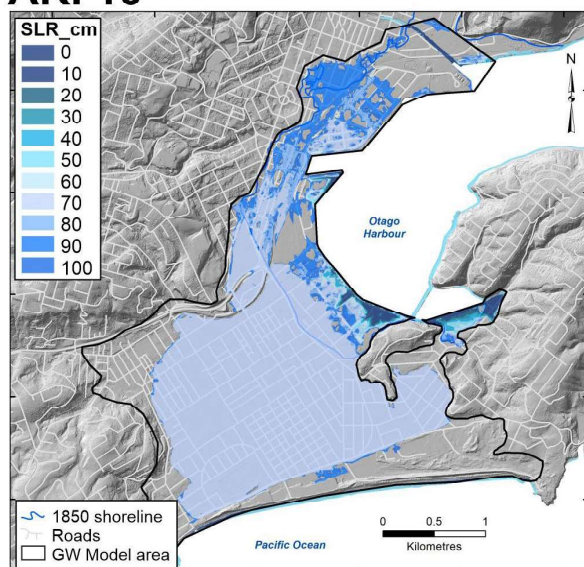 SLR_cm
0
10
20
30
40
50
60
70
80
90
100
N
Otago
Harbour
1850 shoreline
Roads
GW Model area
0 0.5 1
Kilometres
Pacific Ocean